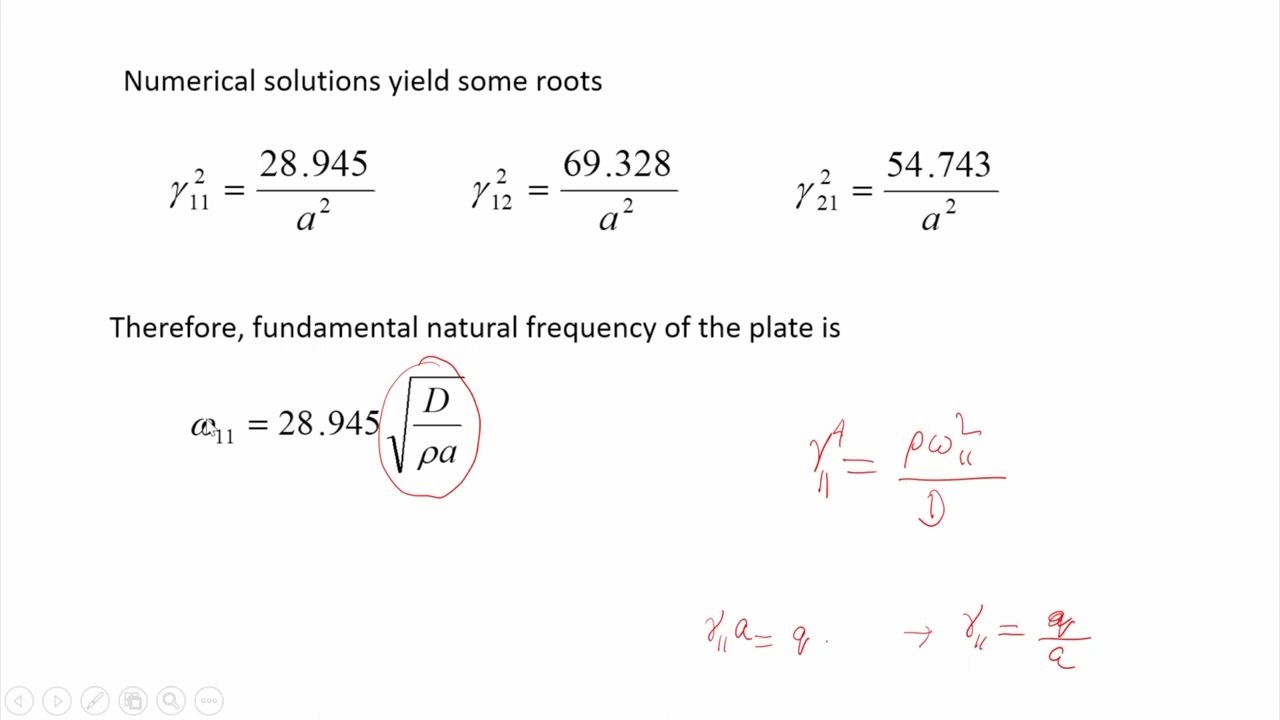 Numerical solutions yield some roots
γ₁₁² = 28.945/a² γ₁₂² = 69.328/a² γ₂₁² = 54.743/a²
Therefore, fundamental natural frequency of the plate is
ω₁₁ = 28.945 √(D/ρa)
γ₁₁⁴ = ρω₁₁²/D
γ₁₁a = q. → γ₁₁ = q/a